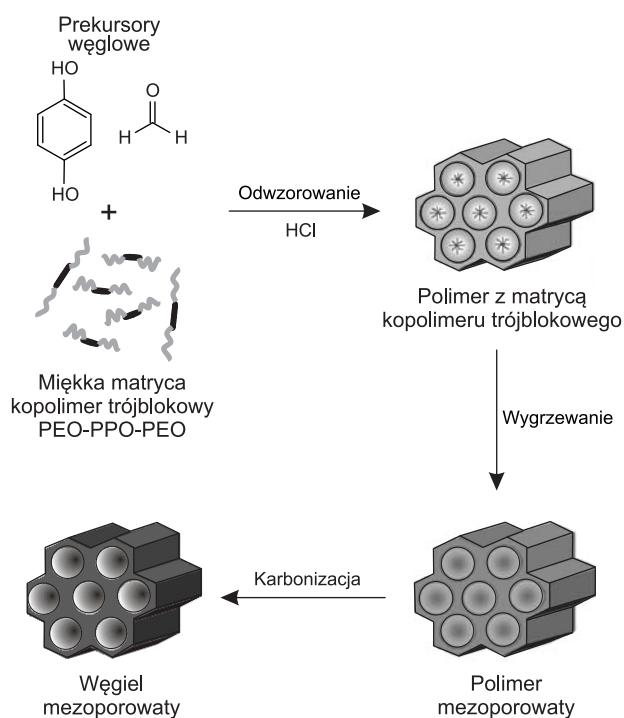 Prekursory
węglowe
HO
O
H
H
HO
+
Odwzorowanie
HCl
Polimer z matrycą
kopolimeru trójblokowego
Miękka matryca
kopolimer trójblokowy
PEO-PPO-PEO
Wygrzewanie
Karbonizacja
Węgiel
mezoporowaty
Polimer
mezoporowaty